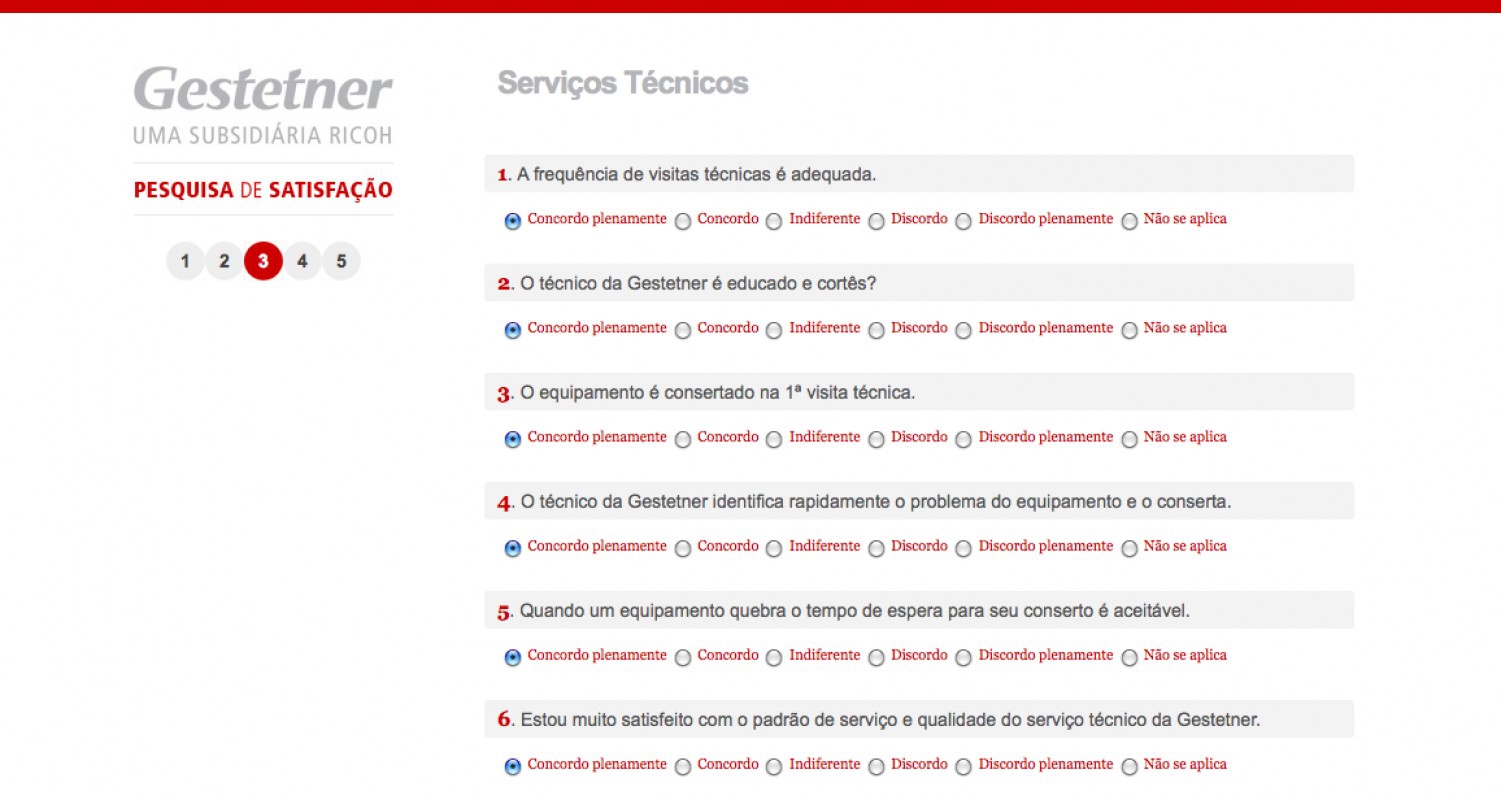 Gestetner
UMA SUBSIDIÁRIA RICOH
PESQUISA DE SATISFAÇÃO
1 2 3 4 5
Serviços Técnicos
1. A frequência de visitas técnicas é adequada.
Concordo plenamente Concordo Indiferente Discordo Discordo plenamente Não se aplica
2. O técnico da Gestetner é educado e cortês?
Concordo plenamente Concordo Indiferente Discordo Discordo plenamente Não se aplica
3. O equipamento é consertado na 1ª visita técnica.
Concordo plenamente Concordo Indiferente Discordo Discordo plenamente Não se aplica
4. O técnico da Gestetner identifica rapidamente o problema do equipamento e o conserta.
Concordo plenamente Concordo Indiferente Discordo Discordo plenamente Não se aplica
5. Quando um equipamento quebra o tempo de espera para seu conserto é aceitável.
Concordo plenamente Concordo Indiferente Discordo Discordo plenamente Não se aplica
6. Estou muito satisfeito com o padrão de serviço e qualidade do serviço técnico da Gestetner.
Concordo plenamente Concordo Indiferente Discordo Discordo plenamente Não se aplica